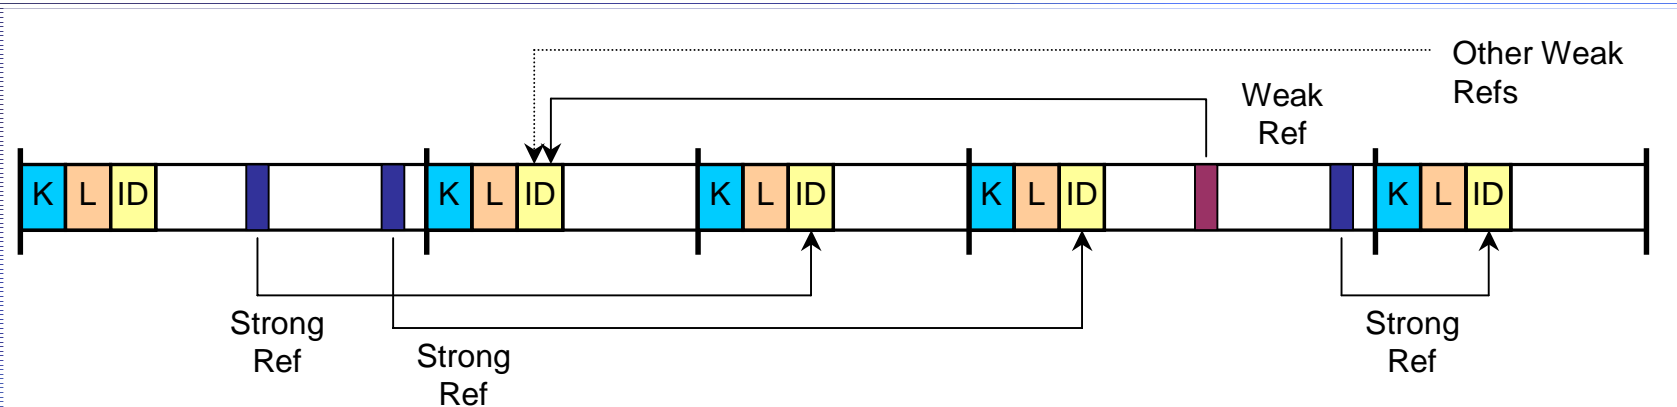 Other Weak
Refs
Weak
Ref
K L ID K L ID K L ID K L ID K L ID
Strong
Ref
Strong
Ref
Strong
Ref